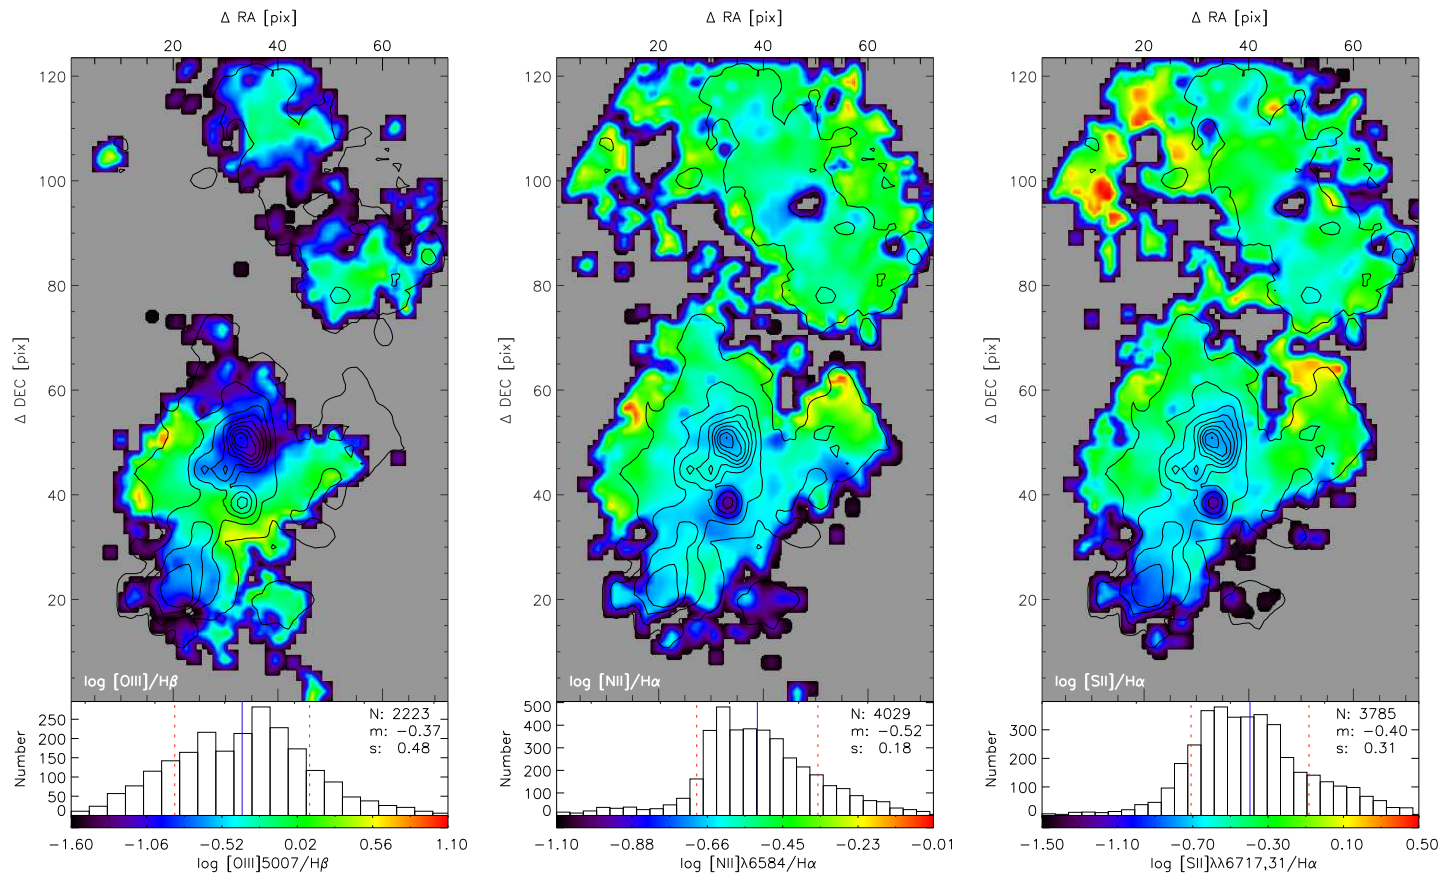 Δ RA [pix]
Δ RA [pix]
Δ RA [pix]
20 40 60
20 40 60
20 40 60
120
100
80
60
40
20
Δ DEC [pix]
log [OIII]/Hβ
120
100
80
60
40
20
Δ DEC [pix]
log [NII]/Hα
120
100
80
60
40
20
Δ DEC [pix]
log [SII]/Hα
Number
250
200
150
100
50
0
N: 2223
m: −0.37
s: 0.48
−1.60 −1.06 −0.52 0.02 0.56 1.10
log [OIII]5007/Hβ
Number
500
400
300
200
100
0
N: 4029
m: −0.52
s: 0.18
−1.10 −0.88 −0.66 −0.45 −0.23 −0.01
log [NII]λ6584/Hα
Number
300
200
100
0
N: 3785
m: −0.40
s: 0.31
−1.50 −1.10 −0.70 −0.30 0.10 0.50
log [SII]λλ6717,31/Hα